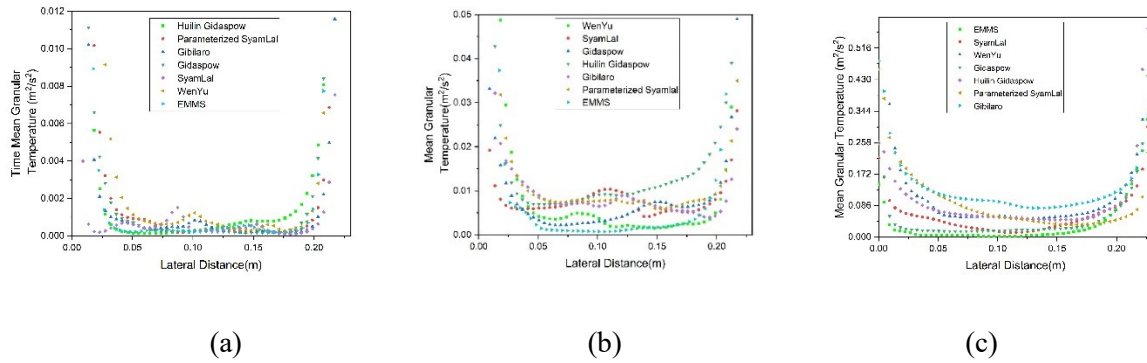 0.012
0.010
0.008
0.006
0.004
0.002
0.000
Time Mean Granular
Temperature (m²/s²)
Huilin Gidaspow
Parameterized SyamLal
Gibilaro
Gidaspow
SyamLal
WenYu
EMMS
0.00 0.05 0.10 0.15 0.20
Lateral Distance(m)
(a)
0.05
0.04
0.03
0.02
0.01
0.00
Mean Granular
Temperature (m²/s²)
WenYu
SyamLal
Gidaspow
Huilin Gidaspow
Gibilaro
Parameterized Syamlal
EMMS
0.00 0.05 0.10 0.15 0.20
Lateral Distance(m)
(b)
0.516
0.430
0.344
0.258
0.172
0.086
0.000
Mean Granular Temperature (m²/s²)
EMMS
SyamLal
WenYu
Gidaspow
Huilin Gidaspow
Parameterized SyamLal
Gibilaro
0.00 0.05 0.10 0.15 0.20
Lateral Distance(m)
(c)